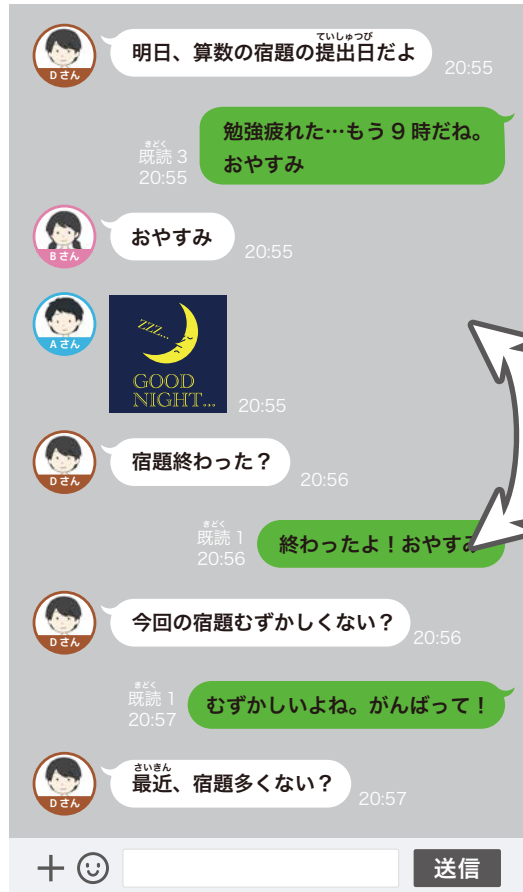 ていしゅつび
明日、算数の宿題の提出日だよ
Dさん
20:55
勉強疲れた…もう9時だね。
おやすみ
きどく
既読 3
20:55
おやすみ
Bさん
20:55
Aさん
ZZZ...
GOOD
NIGHT...
20:55
宿題終わった？
Dさん
20:56
終わったよ！おやすみ
きどく
既読 1
20:56
今回の宿題むずかしくない？
Dさん
20:56
むずかしいよね。がんばって！
きどく
既読 1
20:57
さいきん
最近、宿題多くない？
Dさん
20:57
送信